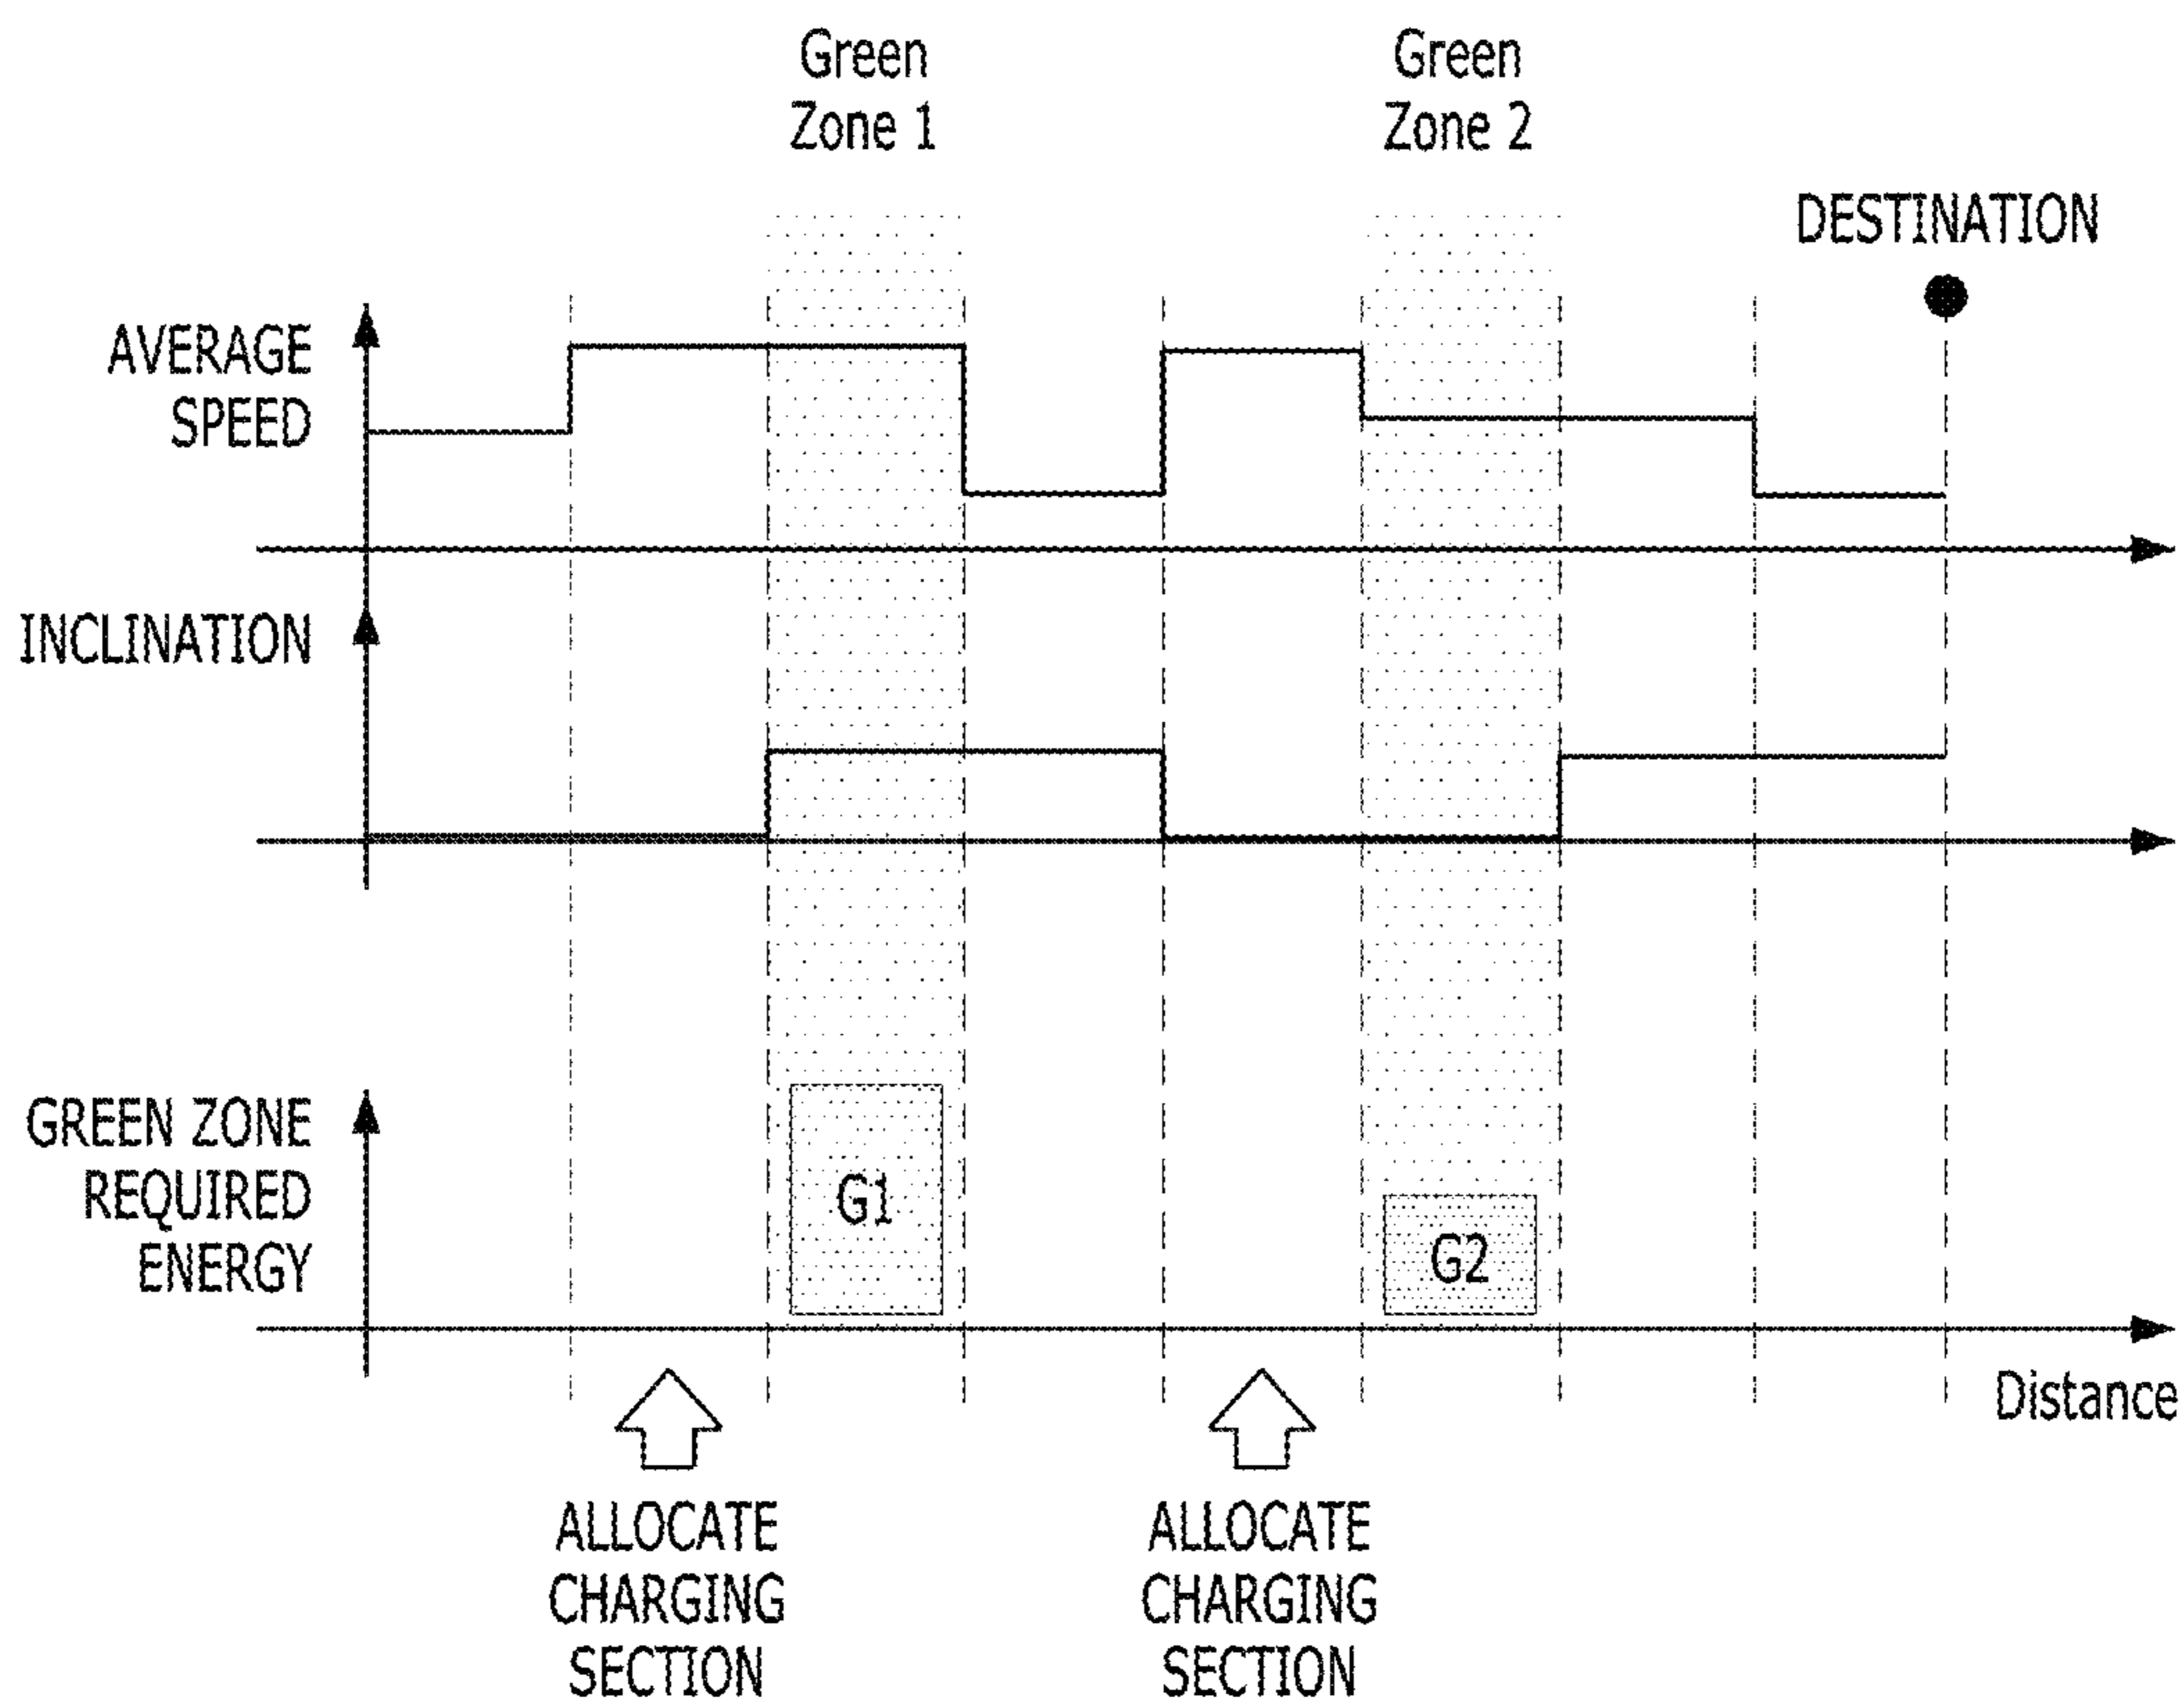 Green
Zone 1
Green
Zone 2
DESTINATION
AVERAGE
SPEED
INCLINATION
GREEN ZONE
REQUIRED
ENERGY
G1
G2
Distance
ALLOCATE
CHARGING
SECTION
ALLOCATE
CHARGING
SECTION